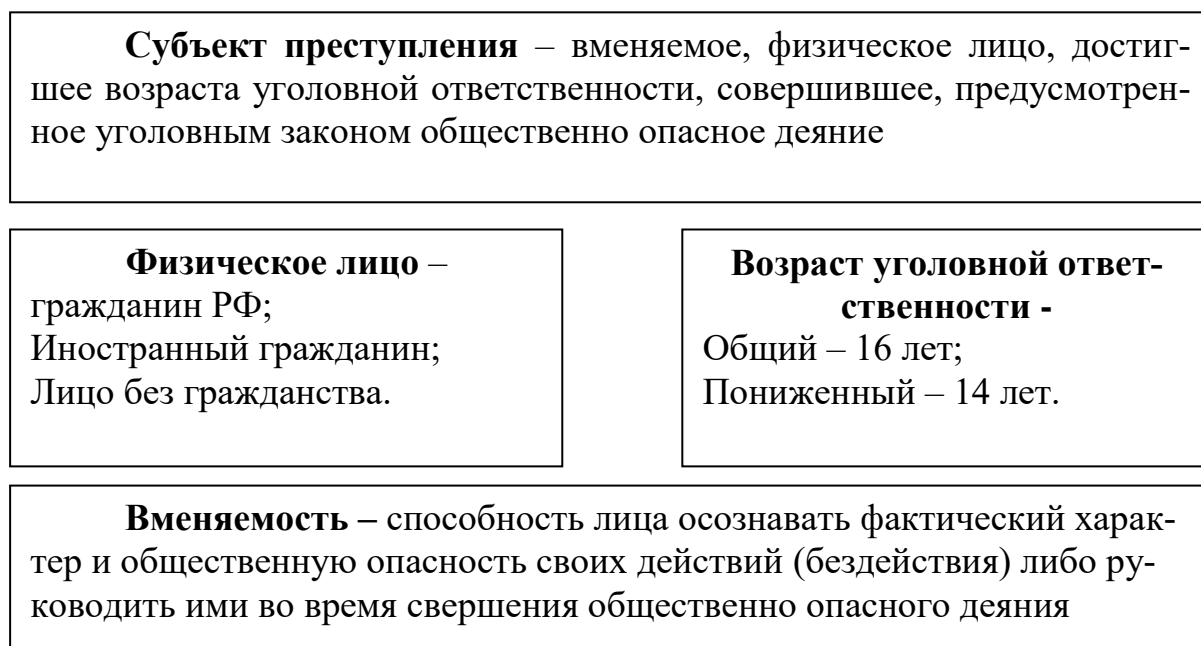 Субъект преступления – вменяемое, физическое лицо, достиг-
шее возраста уголовной ответственности, совершившее, предусмотрен-
ное уголовным законом общественно опасное деяние
Физическое лицо –
гражданин РФ;
Иностранный гражданин;
Лицо без гражданства.
Возраст уголовной ответ-
ственности -
Общий – 16 лет;
Пониженный – 14 лет.
Вменяемость – способность лица осознавать фактический харак-
тер и общественную опасность своих действий (бездействия) либо ру-
ководить ими во время свершения общественно опасного деяния